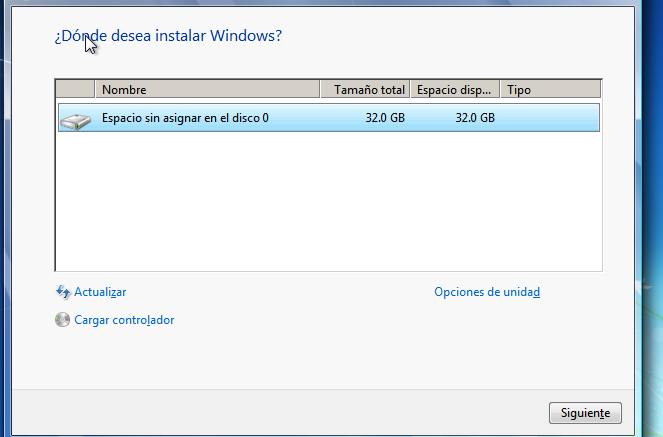 ¿Dónde desea instalar Windows?
Nombre Tamaño total Espacio disp... Tipo
Espacio sin asignar en el disco 0 32.0 GB 32.0 GB
Actualizar Opciones de unidad
Cargar controlador
Siguiente